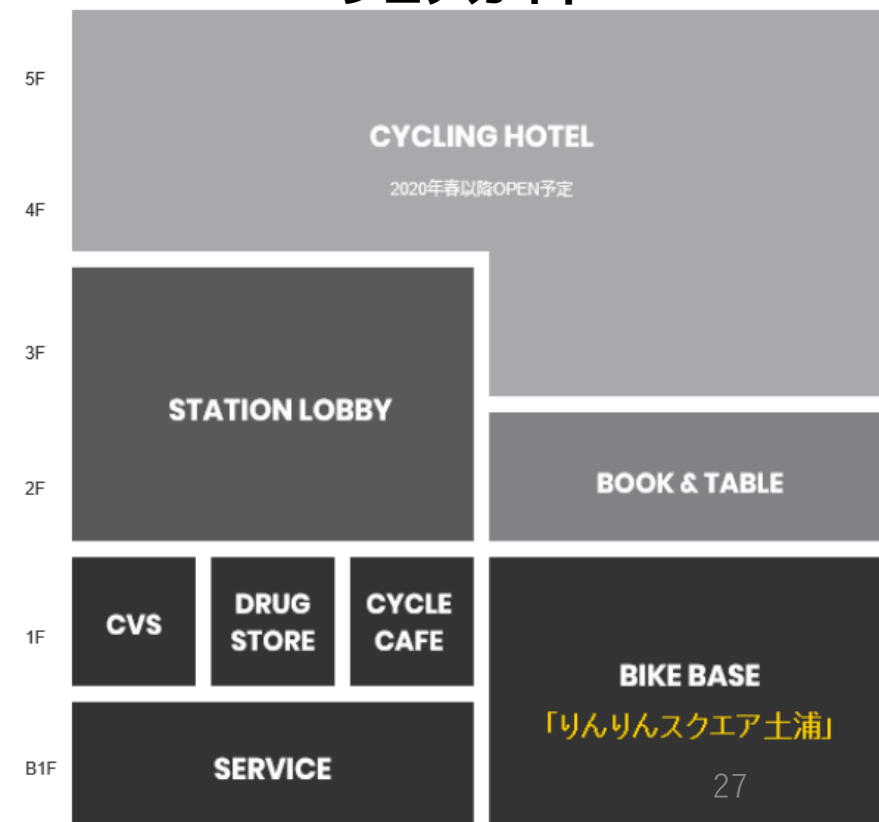 5F
CYCLING HOTEL
2020年春以降OPEN予定
4F
3F
STATION LOBBY
2F
BOOK & TABLE
1F
CVS
DRUG
STORE
CYCLE
CAFE
BIKE BASE
「りんりんスクエア土浦」
B1F
SERVICE
27